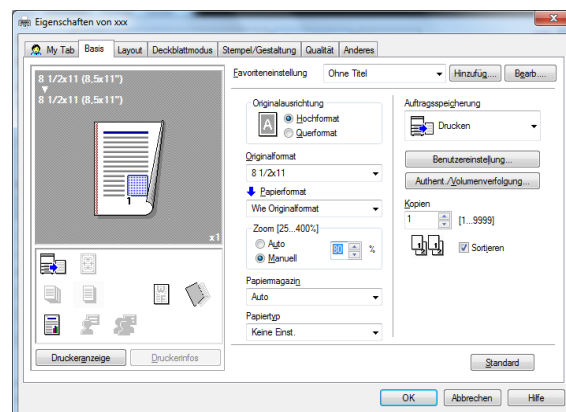 Eigenschaften von xxx
My Tab Basis Layout Deckblattmodus Stempel/Gestaltung Qualität Anderes
8 1/2x11 (8,5x11")
8 1/2x11 (8,5x11")
1
x1
Druckeranzeige Druckerinfos
Favoriteneinstellung Ohne Titel Hinzufüg.... Bearb....
Originalausrichtung
A
Hochformat
Querformat
Originalformat
8 1/2x11
Papierformat
Wie Originalformat
Zoom [25...400%]
Auto
Manuell
80 %
Papiermagazin
Auto
Papiertyp
Keine Einst.
Auftragsspeicherung
Drucken
Benutzereinstellung...
Authent./Volumenverfolgung...
Kopien
1 [1...9999]
Sortieren
Standard
OK Abbrechen Hilfe